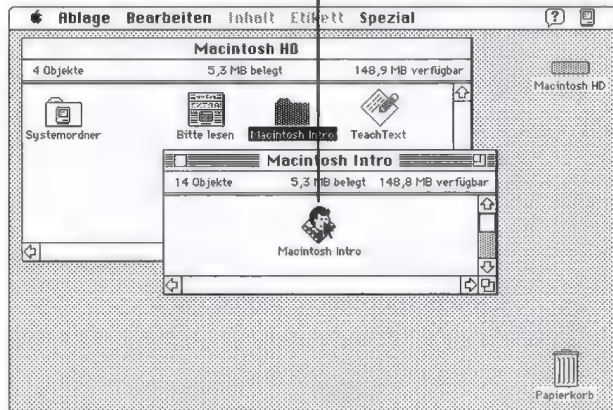 Ablage Bearbeiten Inhalt Etikett Spezial
Macintosh HD
4 Objekte 5,3 MB belegt 148,9 MB verfügbar
Macintosh HD
Systemordner Bitte lesen Macintosh Intro TeachText
Macintosh Intro
14 Objekte 5,3 MB belegt 148,8 MB verfügbar
Macintosh Intro
Papierkorb